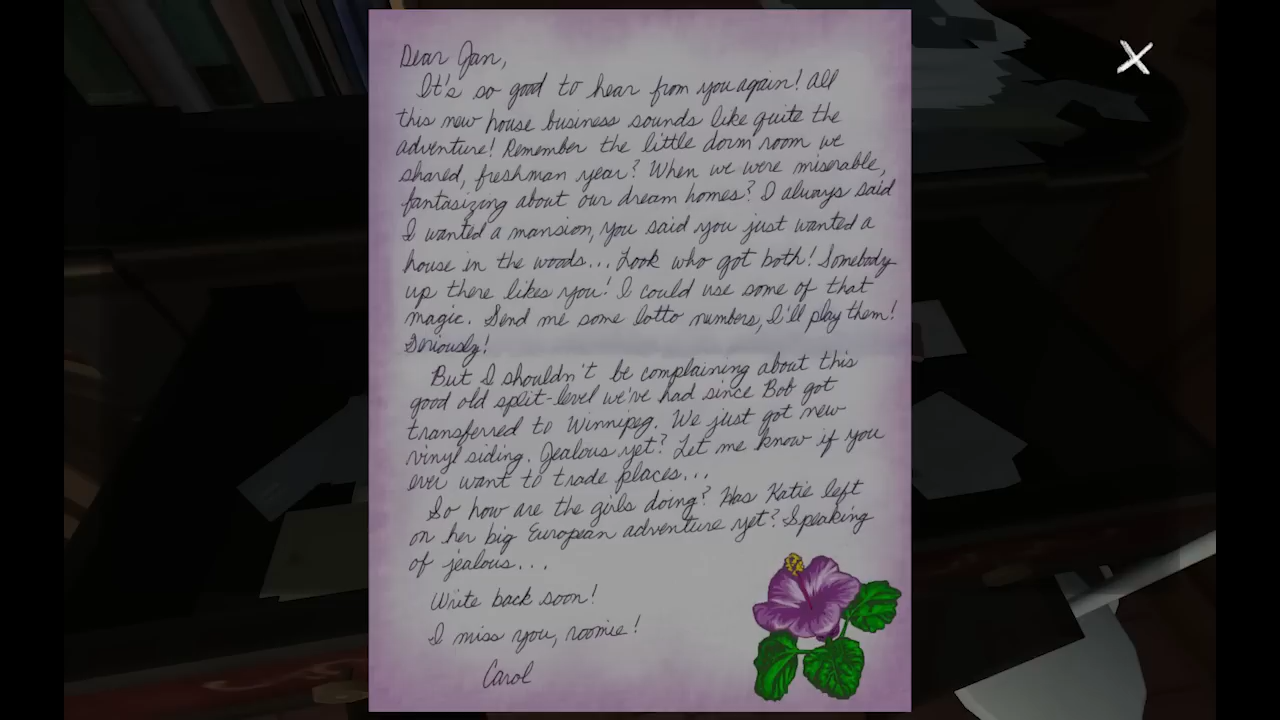 Dear Jan,
It's so good to hear from you again! All
this new house business sounds like quite the
adventure! Remember the little dorm room we
shared, freshman year? When we were miserable,
fantasizing about our dream homes? I always said
I wanted a mansion, you said you just wanted a
house in the woods... Look who got both! Somebody
up there likes you! I could use some of that
magic. Send me some lotto numbers, I'll play them!
Seriously!
But I shouldn't be complaining about this
good old split-level we've had since Bob got
transferred to Winnipeg. We just got new
vinyl siding. Jealous yet? Let me know if you
ever want to trade places...
So how are the girls doing? Has Katie left
on her big European adventure yet? Speaking
of jealous...
Write back soon!
I miss you, roomie!
Carol